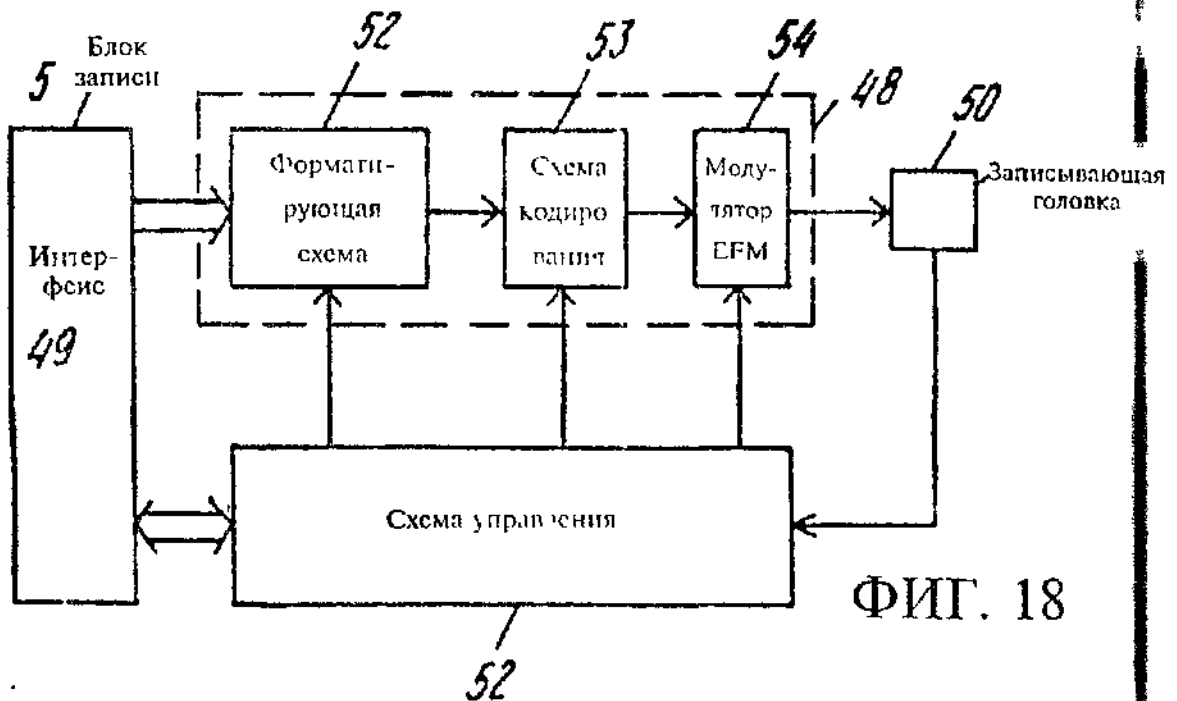 5
Блок
записи
52
53
54
48
50
Формати-
рующая
схема
Схема
кодиро
вания
Моду-
лятор
EFM
Записывающая
головка
Интер-
фейс
49
Схема управления
52
ФИГ. 18